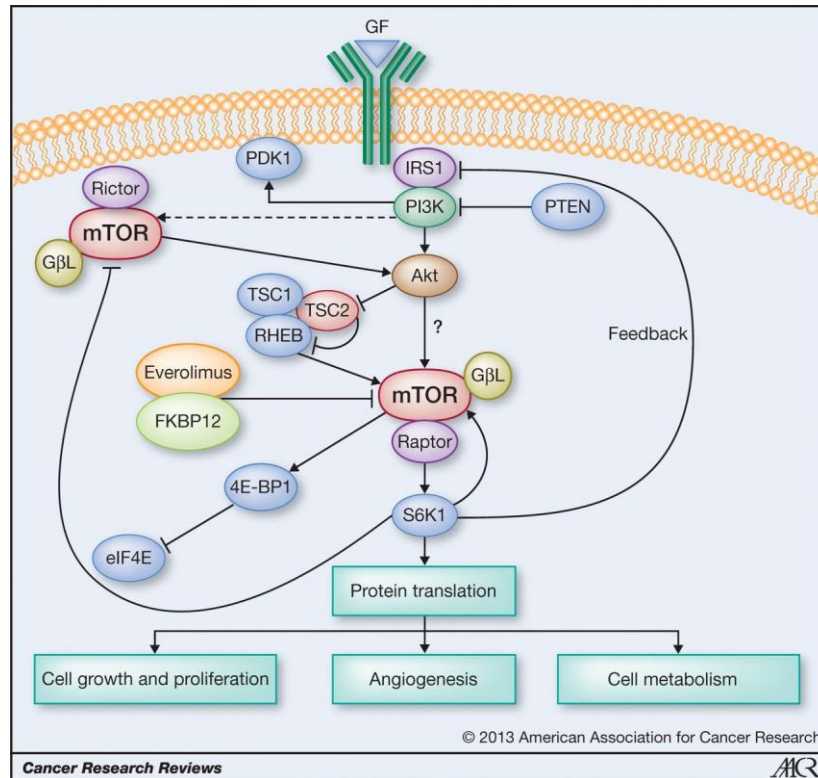 GF
PDK1
IRS1
Rictor
PI3K
PTEN
mTOR
GβL
Akt
TSC1
TSC2
?
RHEB
Feedback
Everolimus
GβL
mTOR
FKBP12
Raptor
4E-BP1
S6K1
eIF4E
Protein translation
Cell growth and proliferation
Angiogenesis
Cell metabolism
© 2013 American Association for Cancer Research
Cancer Research Reviews
AACR